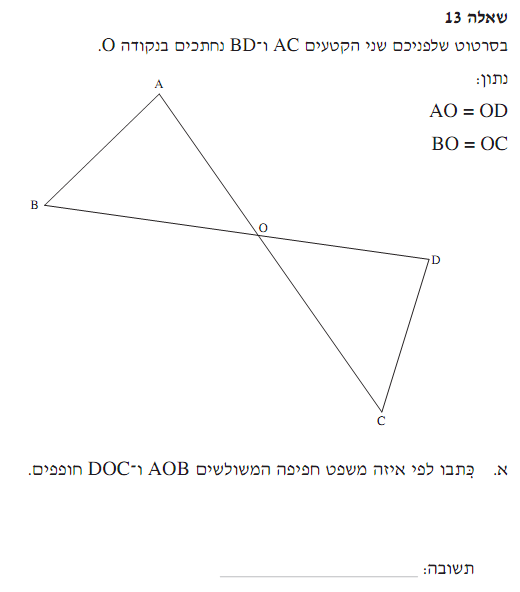 שאלה 13
בסרטוט שלפניכם שני הקטעים AC ו־BD נחתכים בנקודה O.
נתון:
AO = OD
BO = OC
A
B
O
D
C
א. כִּתבו לפי איזה משפט חפיפה המשולשים AOB ו־DOC חופפים.
תשובה: